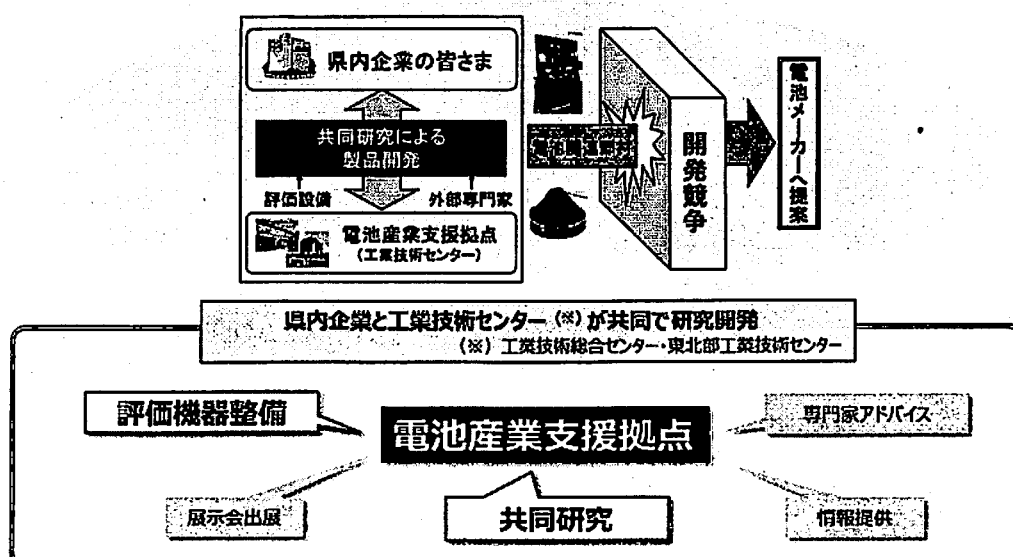 県内企業の皆さま
共同研究による
製品開発
評価設備
外部専門家
電池産業支援拠点
(工業技術センター)
電池関連部材
開発競争
電池メーカーへ提案
県内企業と工業技術センター(※)が共同で研究開発
(※)工業技術総合センター・東北部工業技術センター
評価機器整備
電池産業支援拠点
専門家アドバイス
展示会出展
共同研究
情報提供